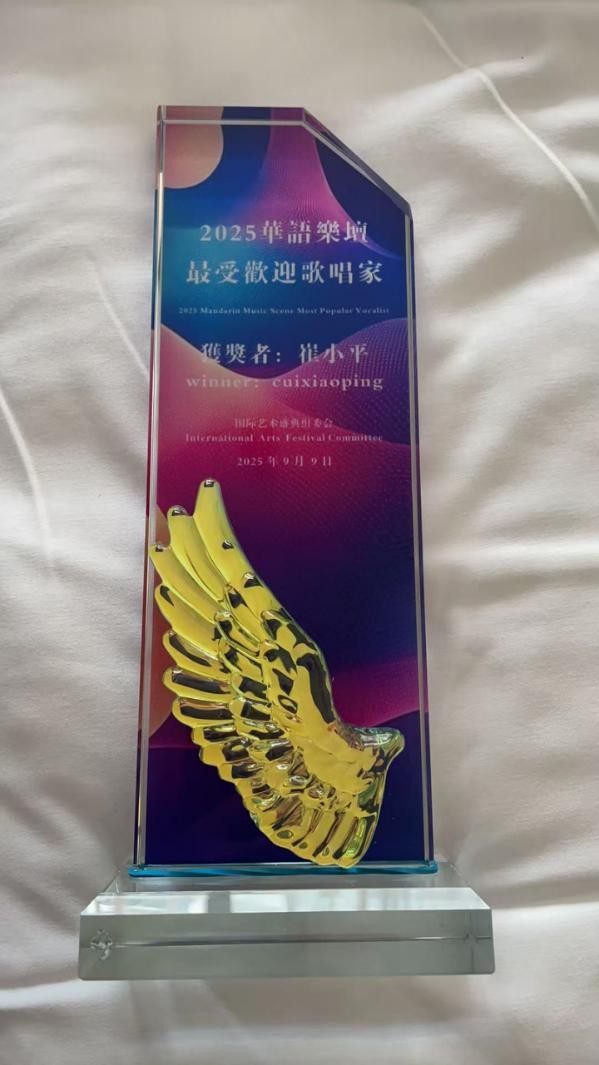 2025華語樂壇
最受歡迎歌唱家
2025 Mandarin Music Scene Most Popular Vocalist
獲獎者：崔小平
winner：cuixiaoping
国际艺术盛典组委会
International Arts Festival Committee
2025 年 9 月 9 日